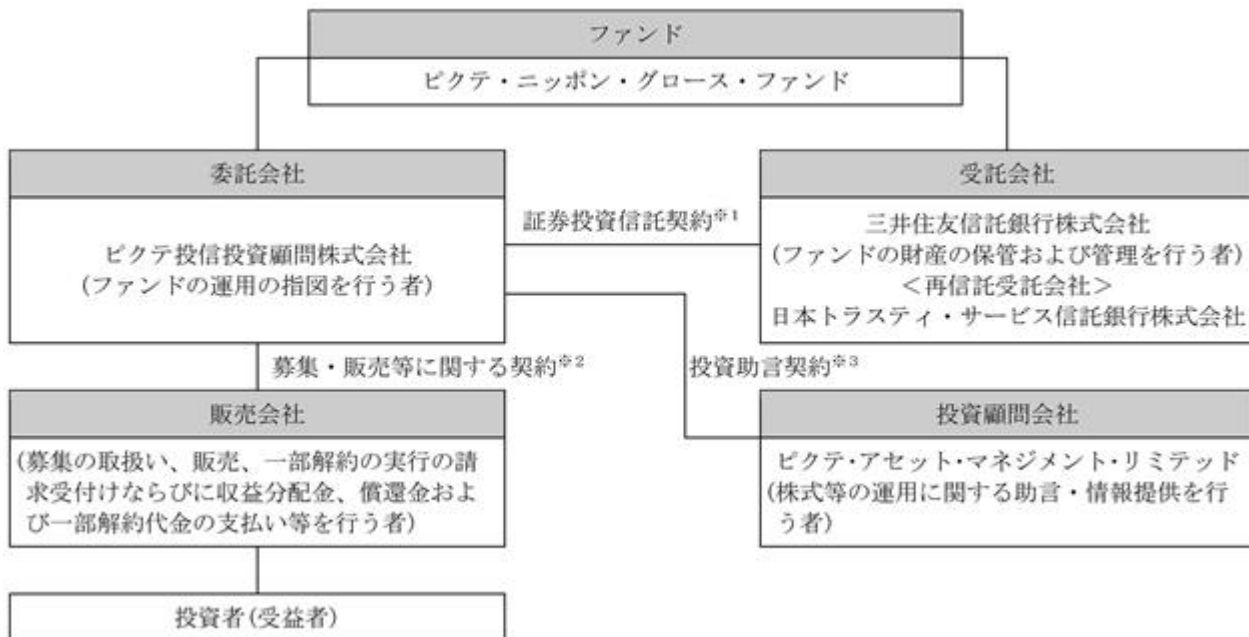 ファンド
ピクテ・ニッポン・グロース・ファンド
委託会社
ピクテ投信投資顧問株式会社
(ファンドの運用の指図を行う者)
証券投資信託契約※1
受託会社
三井住友信託銀行株式会社
(ファンドの財産の保管および管理を行う者)
＜再信託受託会社＞
日本トラスティ・サービス信託銀行株式会社
募集・販売等に関する契約※2
投資助言契約※3
販売会社
(募集の取扱い、販売、一部解約の実行の請
求受付けならびに収益分配金、償還金およ
び一部解約代金の支払い等を行う者)
投資顧問会社
ピクテ・アセット・マネジメント・リミテッド
(株式等の運用に関する助言・情報提供を行
う者)
投資者(受益者)